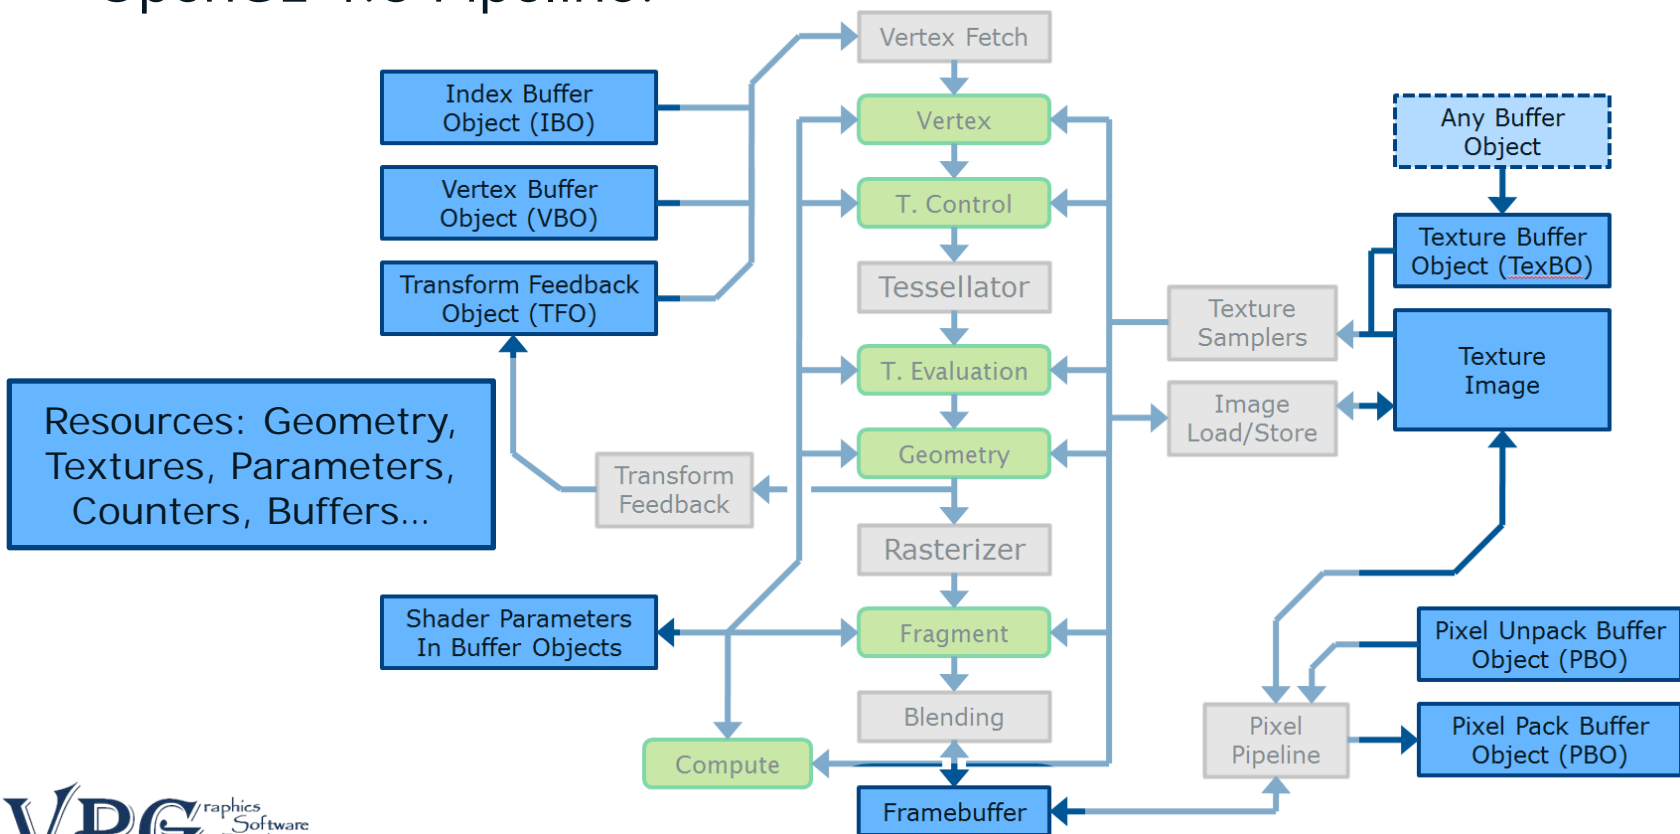 Vertex Fetch
Index Buffer
Object (IBO)
Vertex
Any Buffer
Object
Vertex Buffer
Object (VBO)
T. Control
Texture Buffer
Object (TexBO)
Transform Feedback
Object (TFO)
Tessellator
Texture
Samplers
Texture
Image
T. Evaluation
Image
Load/Store
Resources: Geometry,
Textures, Parameters,
Counters, Buffers...
Geometry
Transform
Feedback
Rasterizer
Shader Parameters
In Buffer Objects
Fragment
Pixel Unpack Buffer
Object (PBO)
Blending
Pixel
Pipeline
Pixel Pack Buffer
Object (PBO)
Compute
Framebuffer
VPG
raphics
Software